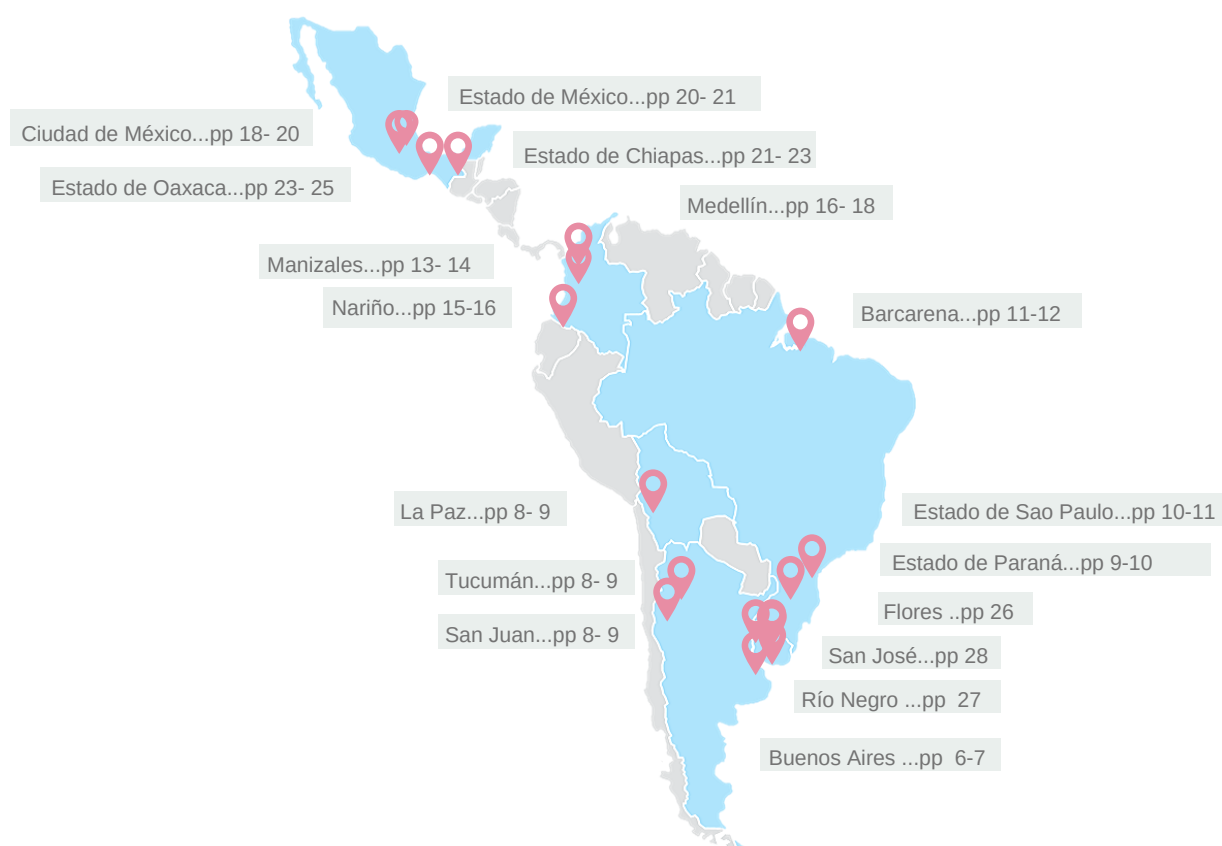 Estado de México...pp 20- 21
Ciudad de México...pp 18- 20
Estado de Chiapas...pp 21- 23
Estado de Oaxaca...pp 23- 25
Medellín...pp 16- 18
Manizales...pp 13- 14
Nariño...pp 15-16
Barcarena...pp 11-12
La Paz...pp 8- 9
Estado de Sao Paulo...pp 10-11
Estado de Paraná...pp 9-10
Tucumán...pp 8- 9
Flores ..pp 26
San Juan...pp 8- 9
San José...pp 28
Río Negro ...pp 27
Buenos Aires ...pp 6-7